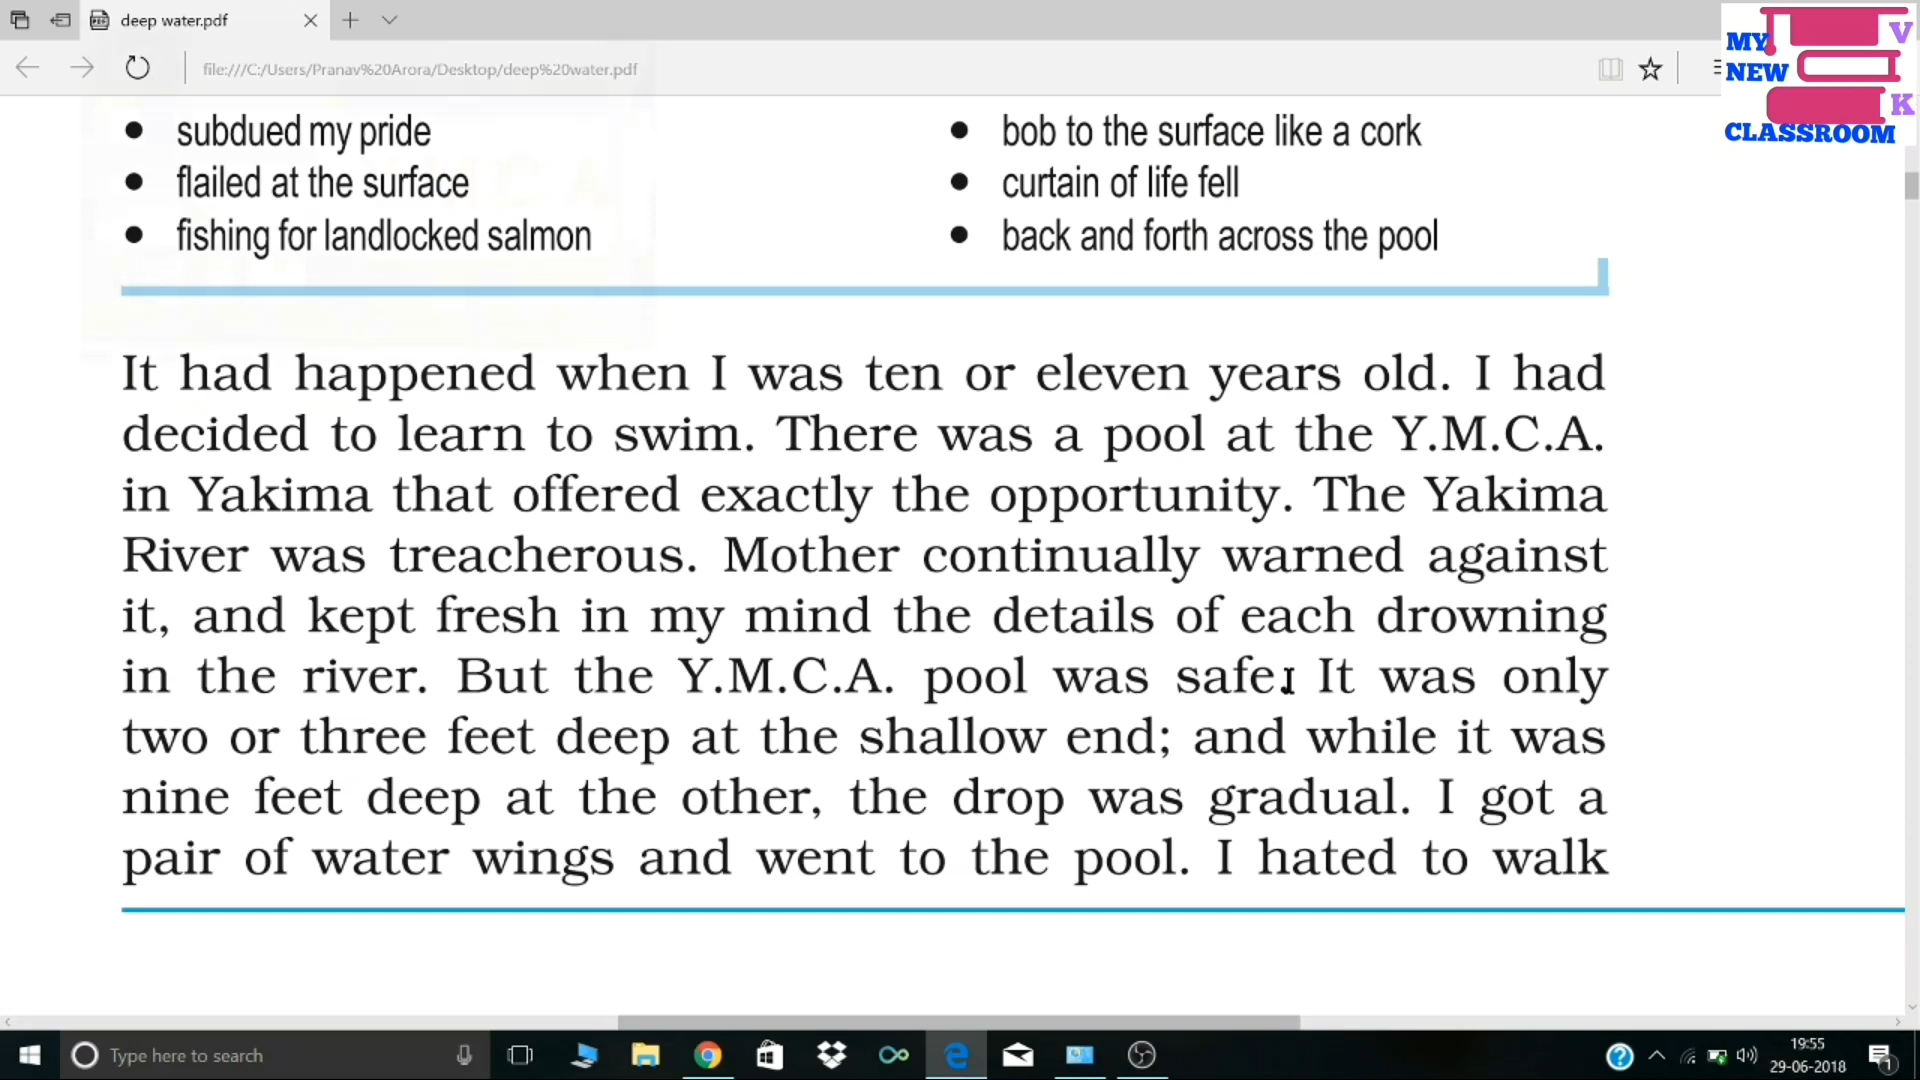 deep water.pdf
file:///C:/Users/Pranav%20Arora/Desktop/deep%20water.pdf
MY V
NEW
K
CLASSROOM
• subdued my pride
• flailed at the surface
• fishing for landlocked salmon
• bob to the surface like a cork
• curtain of life fell
• back and forth across the pool
It had happened when I was ten or eleven years old. I had
decided to learn to swim. There was a pool at the Y.M.C.A.
in Yakima that offered exactly the opportunity. The Yakima
River was treacherous. Mother continually warned against
it, and kept fresh in my mind the details of each drowning
in the river. But the Y.M.C.A. pool was safe. It was only
two or three feet deep at the shallow end; and while it was
nine feet deep at the other, the drop was gradual. I got a
pair of water wings and went to the pool. I hated to walk
Type here to search
19:55
29-06-2018
1